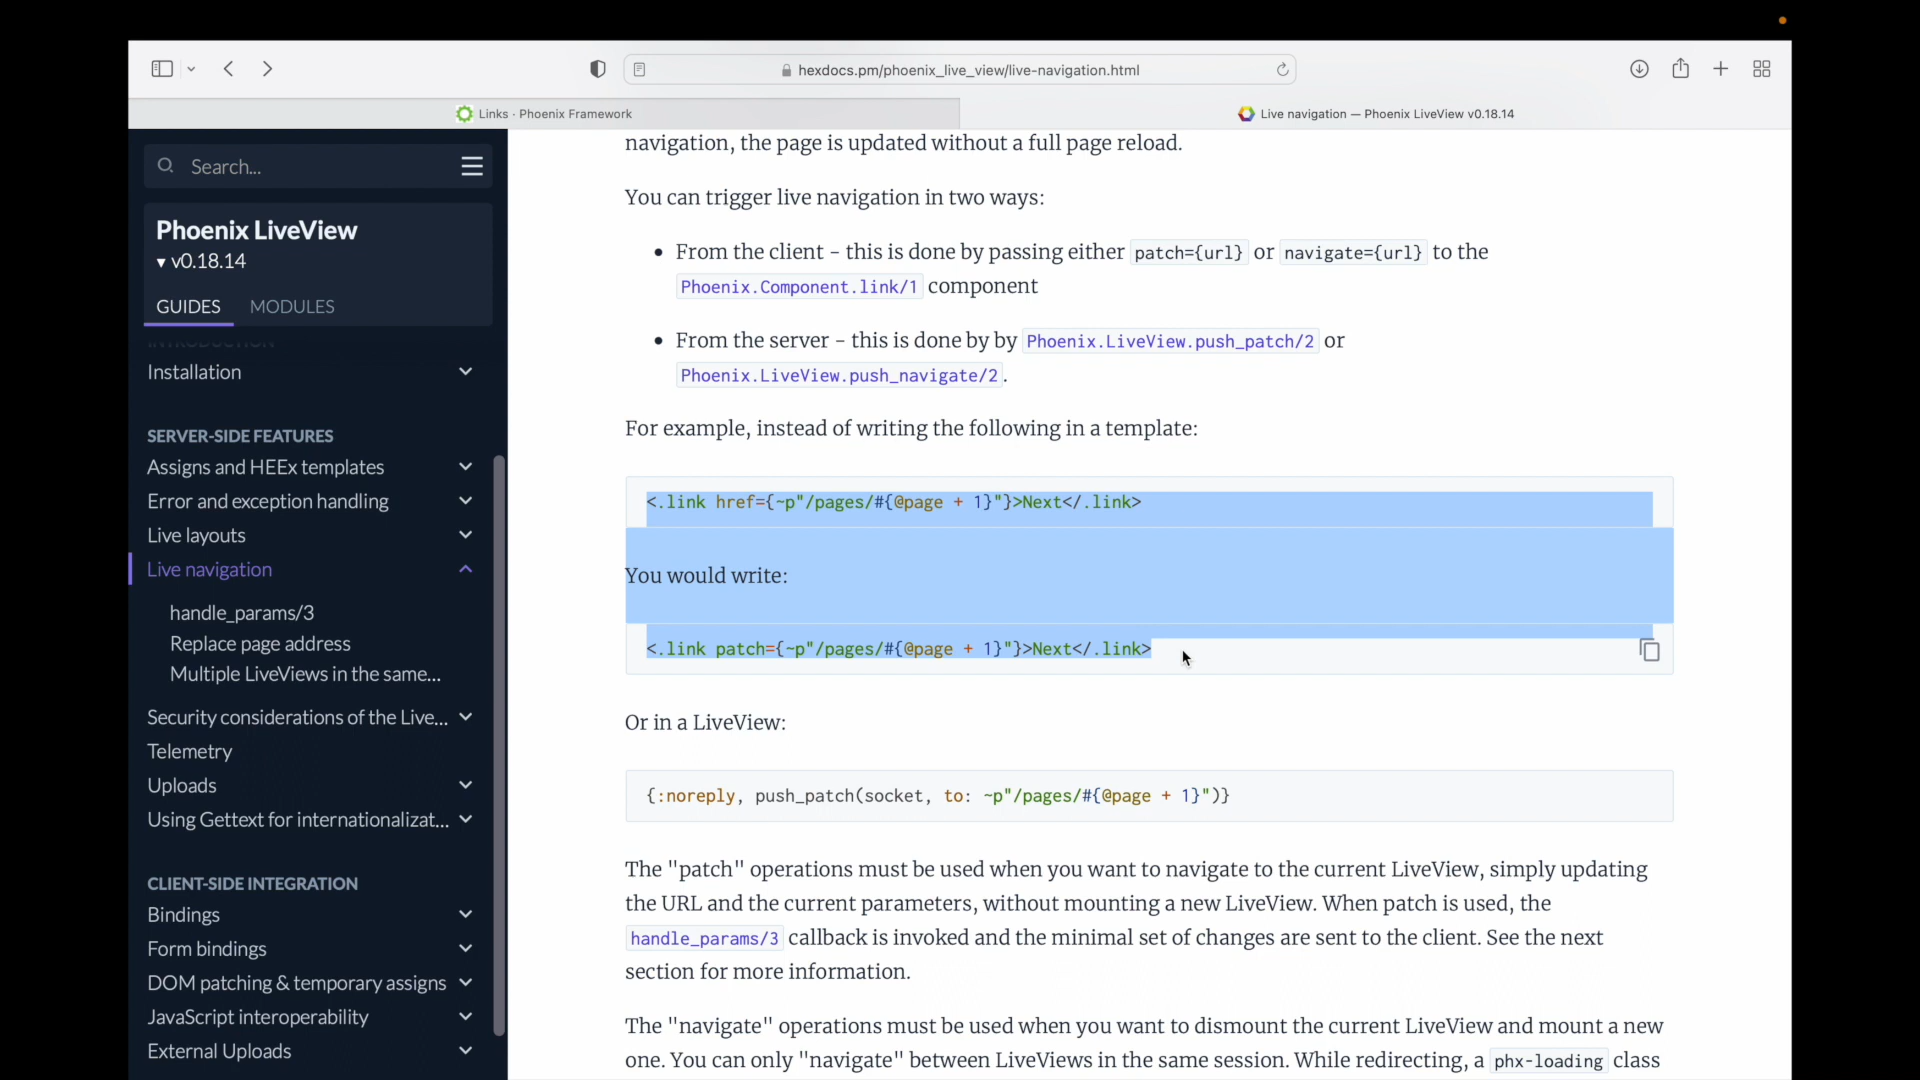 hexdocs.pm/phoenix_live_view/live-navigation.html
Links · Phoenix Framework
Live navigation — Phoenix LiveView v0.18.14
Search...
Phoenix LiveView
v0.18.14
GUIDES
MODULES
INTRODUCTION
Installation
SERVER-SIDE FEATURES
Assigns and HEEx templates
Error and exception handling
Live layouts
Live navigation
handle_params/3
Replace page address
Multiple LiveViews in the same...
Security considerations of the Live...
Telemetry
Uploads
Using Gettext for internationalizat...
CLIENT-SIDE INTEGRATION
Bindings
Form bindings
DOM patching & temporary assigns
JavaScript interoperability
External Uploads
navigation, the page is updated without a full page reload.
You can trigger live navigation in two ways:
• From the client - this is done by passing either patch={url} or navigate={url} to the
Phoenix.Component.link/1 component
• From the server - this is done by by Phoenix.LiveView.push_patch/2 or
Phoenix.LiveView.push_navigate/2.
For example, instead of writing the following in a template:
<.link href={~p"/pages/#{@page + 1}"}>Next</.link>
You would write:
<.link patch={~p"/pages/#{@page + 1}"}>Next</.link>
Or in a LiveView:
{:noreply, push_patch(socket, to: ~p"/pages/#{@page + 1}")}
The "patch" operations must be used when you want to navigate to the current LiveView, simply updating
the URL and the current parameters, without mounting a new LiveView. When patch is used, the
handle_params/3 callback is invoked and the minimal set of changes are sent to the client. See the next
section for more information.
The "navigate" operations must be used when you want to dismount the current LiveView and mount a new
one. You can only "navigate" between LiveViews in the same session. While redirecting, a phx-loading class